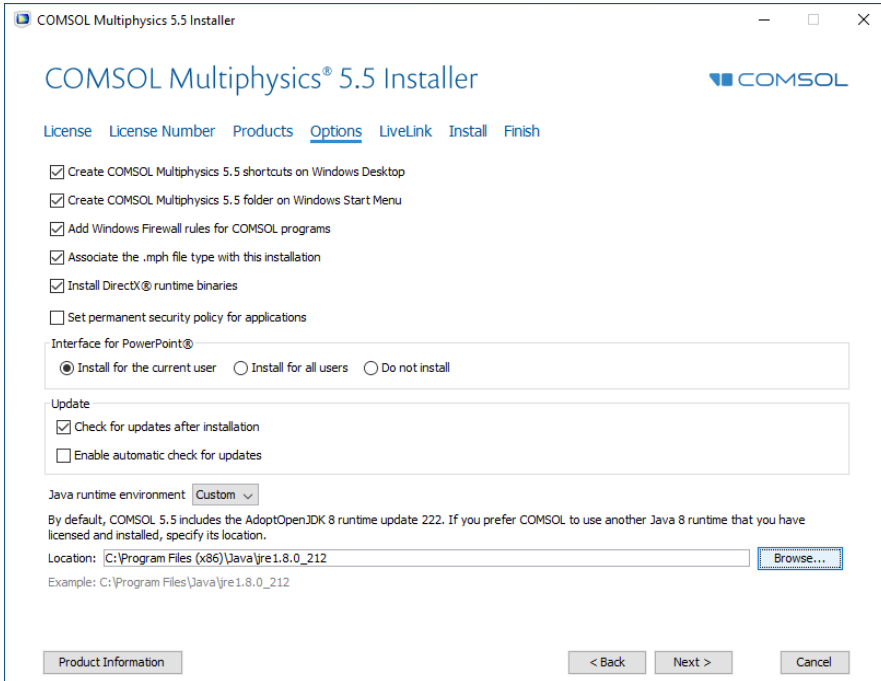 COMSOL Multiphysics 5.5 Installer
COMSOL Multiphysics® 5.5 Installer
COMSOL
License License Number Products Options LiveLink Install Finish
Create COMSOL Multiphysics 5.5 shortcuts on Windows Desktop
Create COMSOL Multiphysics 5.5 folder on Windows Start Menu
Add Windows Firewall rules for COMSOL programs
Associate the .mph file type with this installation
Install DirectX® runtime binaries
Set permanent security policy for applications
Interface for PowerPoint®
Install for the current user Install for all users Do not install
Update
Check for updates after installation
Enable automatic check for updates
Java runtime environment Custom
By default, COMSOL 5.5 includes the AdoptOpenJDK 8 runtime update 222. If you prefer COMSOL to use another Java 8 runtime that you have
licensed and installed, specify its location.
Location: C:\Program Files (x86)\Java\jre1.8.0_212 Browse...
Example: C:\Program Files\Java\jre1.8.0_212
Product Information < Back Next > Cancel